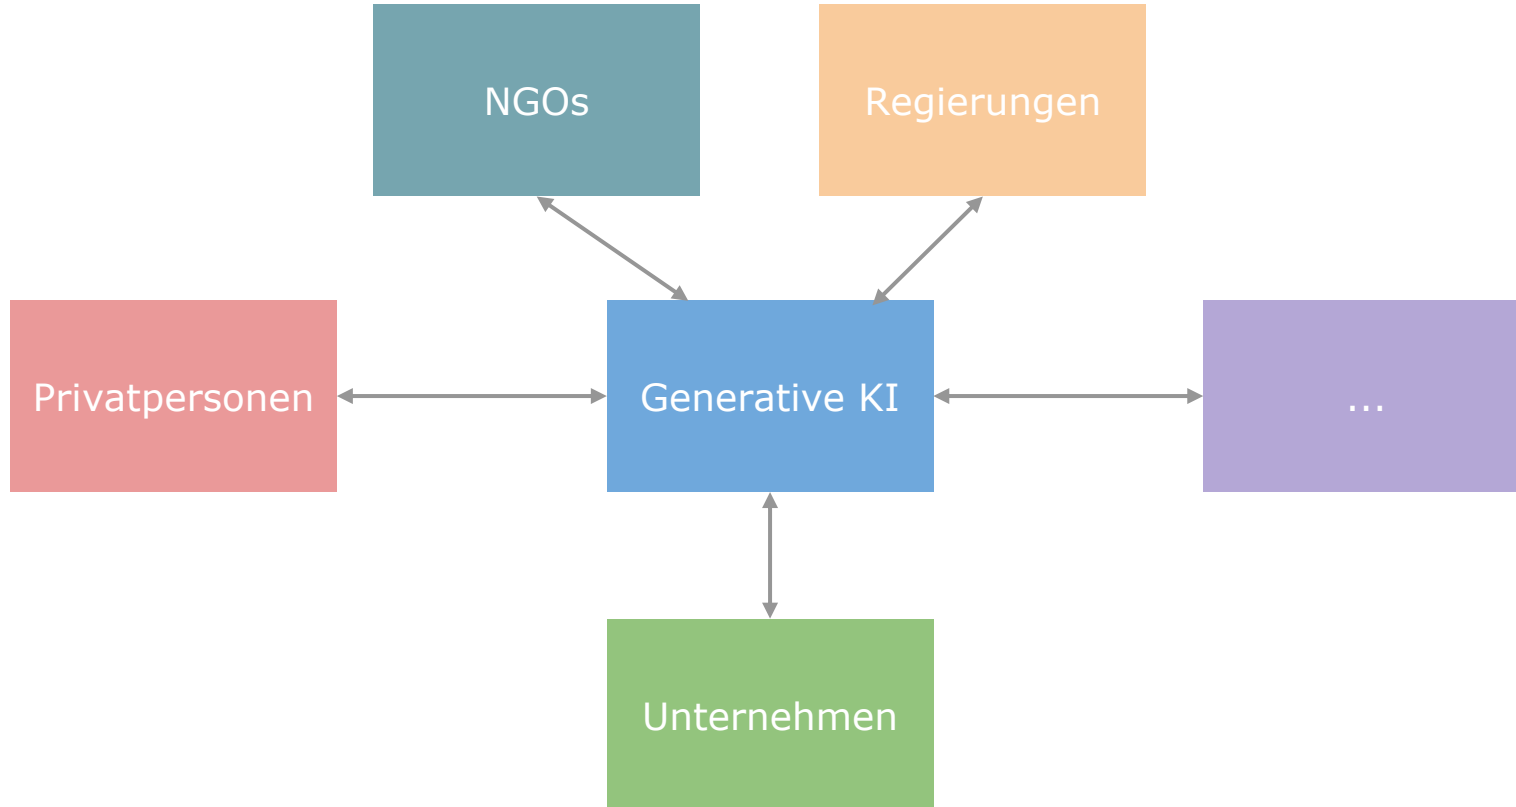 NGOs
Regierungen
Privatpersonen
Generative KI
...
Unternehmen